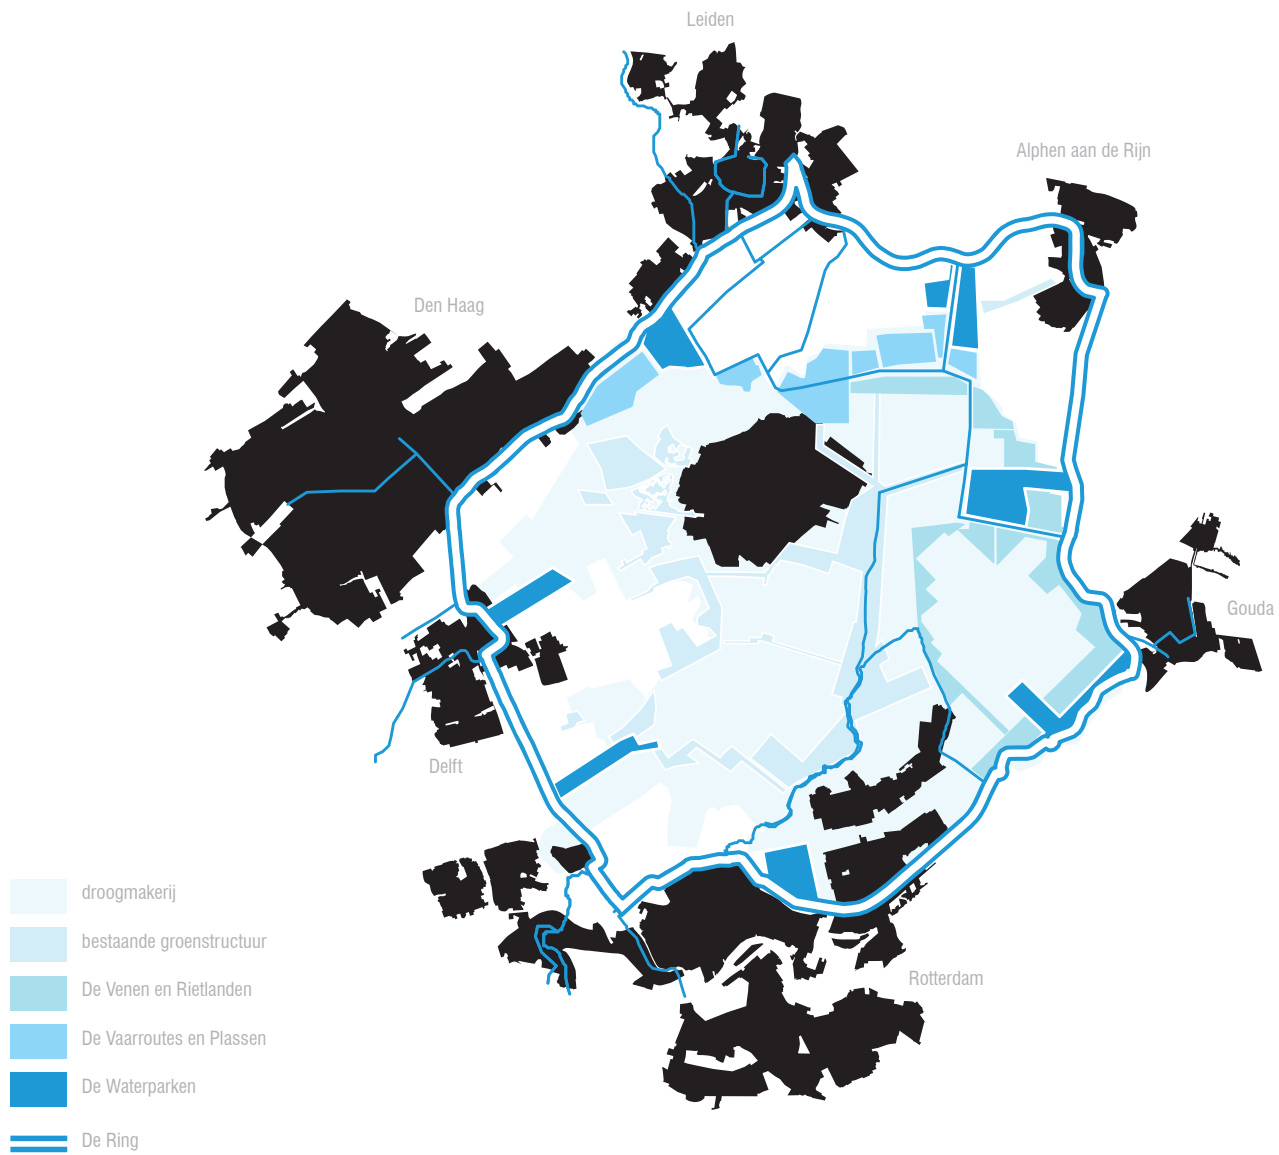 Leiden
Alphen aan de Rijn
Den Haag
Gouda
Delft
Rotterdam
droogmakerij
bestaande groenstructuur
De Venen en Rietlanden
De Vaarroutes en Plassen
De Waterparken
De Ring